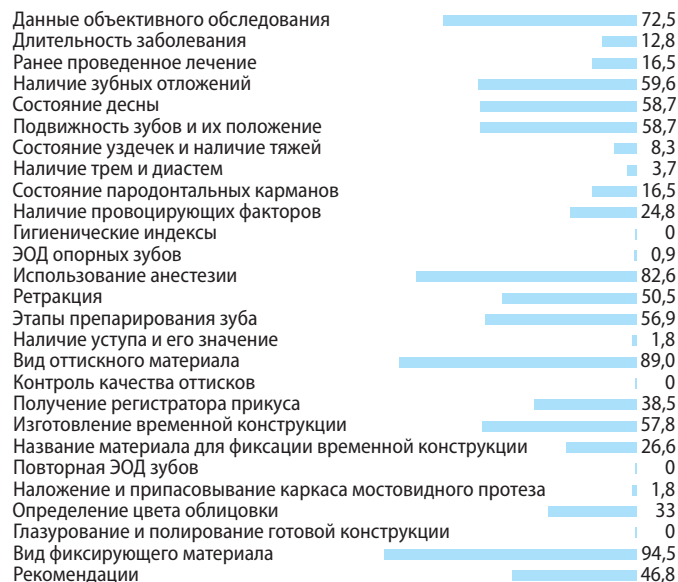 Данные объективного обследования 72,5
Длительность заболевания 12,8
Ранее проведенное лечение 16,5
Наличие зубных отложений 59,6
Состояние десны 58,7
Подвижность зубов и их положение 58,7
Состояние уздечек и наличие тяжей 8,3
Наличие трем и диастем 3,7
Состояние пародонтальных карманов 16,5
Наличие провоцирующих факторов 24,8
Гигиенические индексы 0
ЭОД опорных зубов 0,9
Использование анестезии 82,6
Ретракция 50,5
Этапы препарирования зуба 56,9
Наличие уступа и его значение 1,8
Вид оттискного материала 89,0
Контроль качества оттисков 0
Получение регистратора прикуса 38,5
Изготовление временной конструкции 57,8
Название материала для фиксации временной конструкции 26,6
Повторная ЭОД зубов 0
Наложение и припасовывание каркаса мостовидного протеза 1,8
Определение цвета облицовки 33
Глазурование и полирование готовой конструкции 0
Вид фиксирующего материала 94,5
Рекомендации 46,8